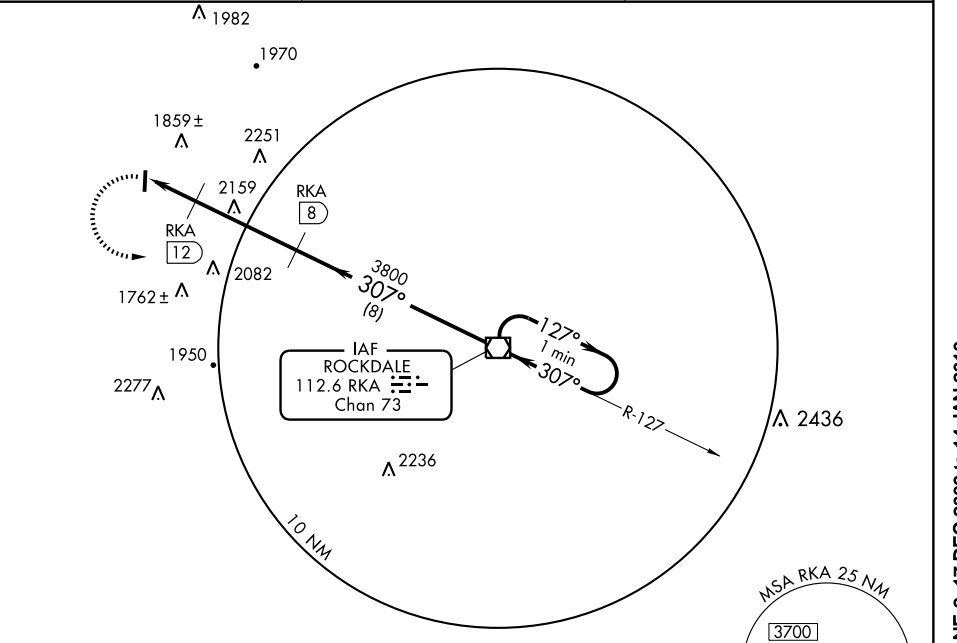 1982
1970
1859±
2251
2159
RKA
8
RKA
12
2082
1762±
3800
307°
(8)
127°
1 min
307°
R-127
1950
2277
IAF
ROCKDALE
112.6 RKA
Chan 73
2436
2236
10 NM
MSA RKA 25 NM
3700